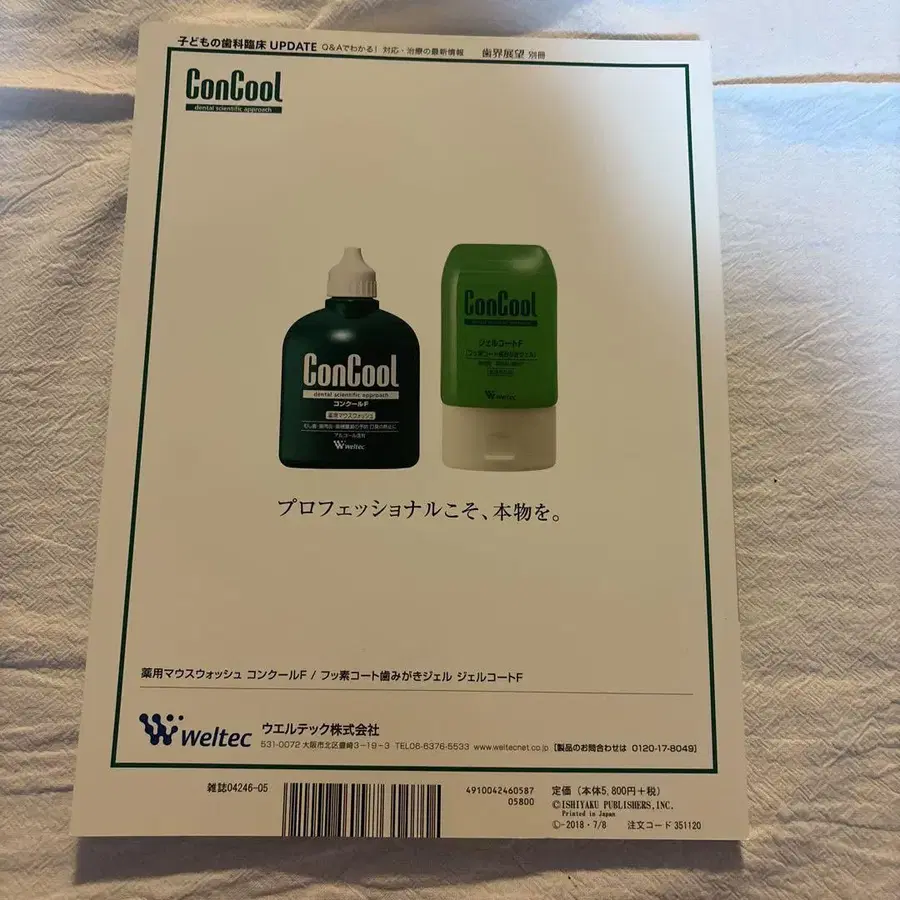 子どもの歯科臨床 UPDATE Q&Aでわかる! 対応・治療の最新情報 歯界展望 別冊
ConCool
dental scientific approach
ConCool
dental scientific approach
コンクールF
薬用マウスウォッシュ
Weltec
ConCool
ジェルコートF
Weltec
プロフェッショナルこそ、本物を。
薬用マウスウォッシュ コンクールF / フッ素コート歯みがきジェル ジェルコートF
Weltec ウエルテック株式会社
531-0072 大阪市北区豊崎3-19-3 TEL06-6376-5533 www.weltecnet.co.jp [製品のお問合わせは 0120-17-8049]
雑誌04246-05
4910042460587
05800
定価(本体5,800円+税)
©ISHIYAKU PUBLISHERS, INC.
Printed in Japan
Ⓛ-2018・7/8 注文コード 351120